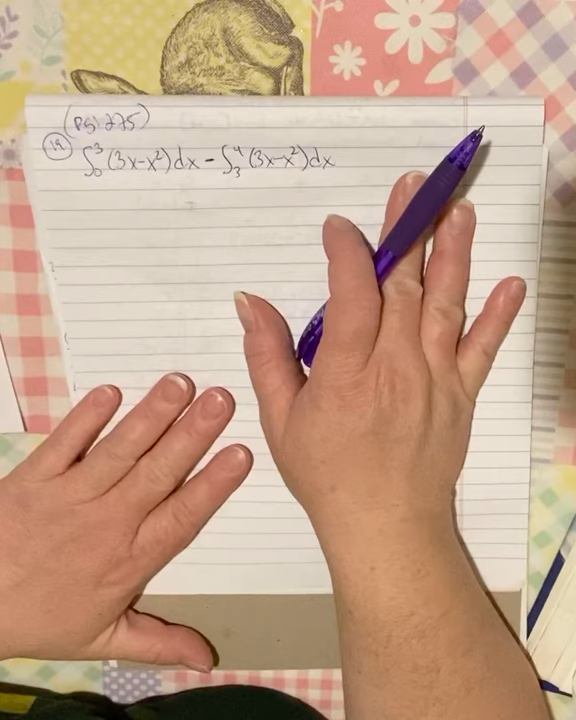 (pg. 275)
19 ∫₀³ (3x-x²)dx - ∫₃⁴ (3x-x²)dx